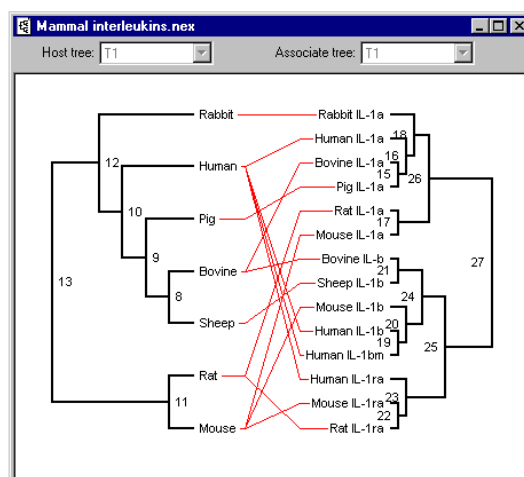 Mammal interleukins.nex
Host tree: T1 Associate tree: T1
Rabbit Rabbit IL-1a
Human IL-1a 18
16
12 Human Bovine IL-1a
15
26
Pig IL-1a
10 Rat IL-1a
Pig 17
Mouse IL-1a
9 Bovine IL-b 27
Bovine 21
13 Sheep IL-1b
8 24
Mouse IL-1b
Sheep 20
Human IL-1b
19 25
Human IL-1bm
Rat Human IL-1ra
11 23
Mouse IL-1ra
22
Mouse Rat IL-1ra